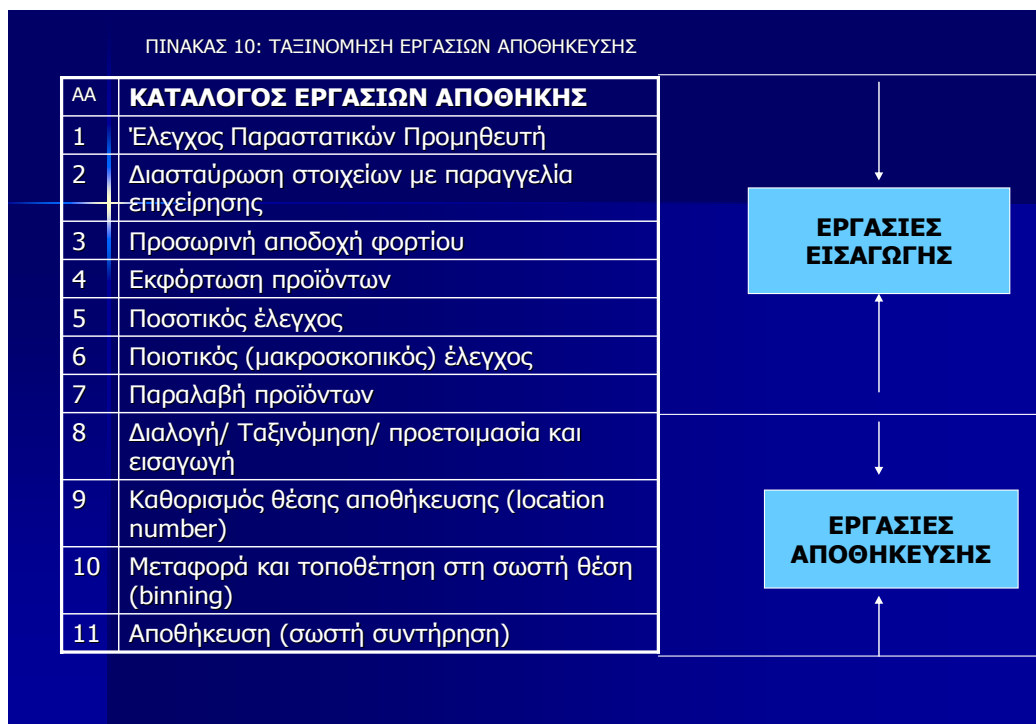 ΠΙΝΑΚΑΣ 10: ΤΑΞΙΝΟΜΗΣΗ ΕΡΓΑΣΙΩΝ ΑΠΟΘΗΚΕΥΣΗΣ
ΑΑ ΚΑΤΑΛΟΓΟΣ ΕΡΓΑΣΙΩΝ ΑΠΟΘΗΚΗΣ
1 Έλεγχος Παραστατικών Προμηθευτή
2 Διασταύρωση στοιχείων με παραγγελία
επιχείρησης
3 Προσωρινή αποδοχή φορτίου
4 Εκφόρτωση προϊόντων
5 Ποσοτικός έλεγχος
6 Ποιοτικός (μακροσκοπικός) έλεγχος
7 Παραλαβή προϊόντων
8 Διαλογή/ Ταξινόμηση/ προετοιμασία και
εισαγωγή
9 Καθορισμός θέσης αποθήκευσης (location
number)
10 Μεταφορά και τοποθέτηση στη σωστή θέση
(binning)
11 Αποθήκευση (σωστή συντήρηση)
ΕΡΓΑΣΙΕΣ
ΕΙΣΑΓΩΓΗΣ
ΕΡΓΑΣΙΕΣ
ΑΠΟΘΗΚΕΥΣΗΣ